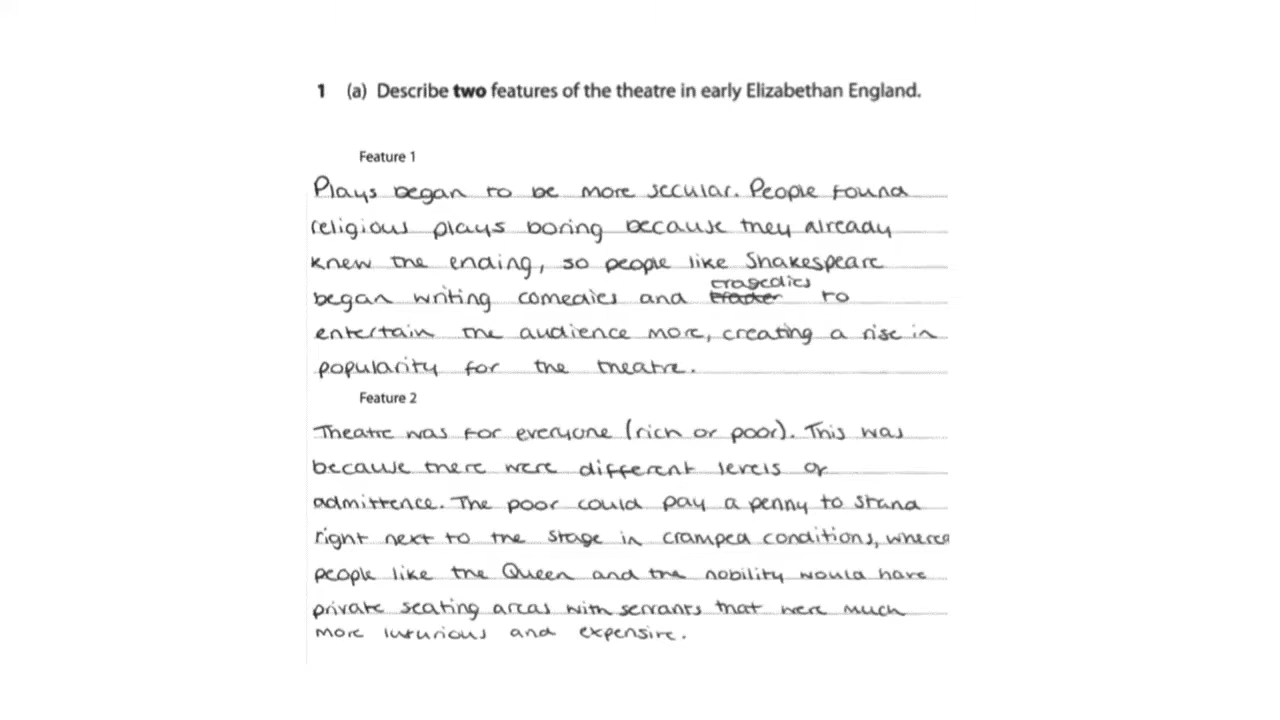 1 (a) Describe two features of the theatre in early Elizabethan England.
Feature 1
Plays began to be more secular. People found
religious plays boring because they already
knew the ending, so people like Shakespeare
tragedies
began writing comedies and to
entertain the audience more, creating a rise in
popularity for the theatre.
Feature 2
Theatre was for everyone (rich or poor). This was
because there were different levels of
admittence. The poor could pay a penny to stand
right next to the stage in cramped conditions, whereas
people like the Queen and the nobility would have
private seating areas with servants that were much
more luxurious and expensive.